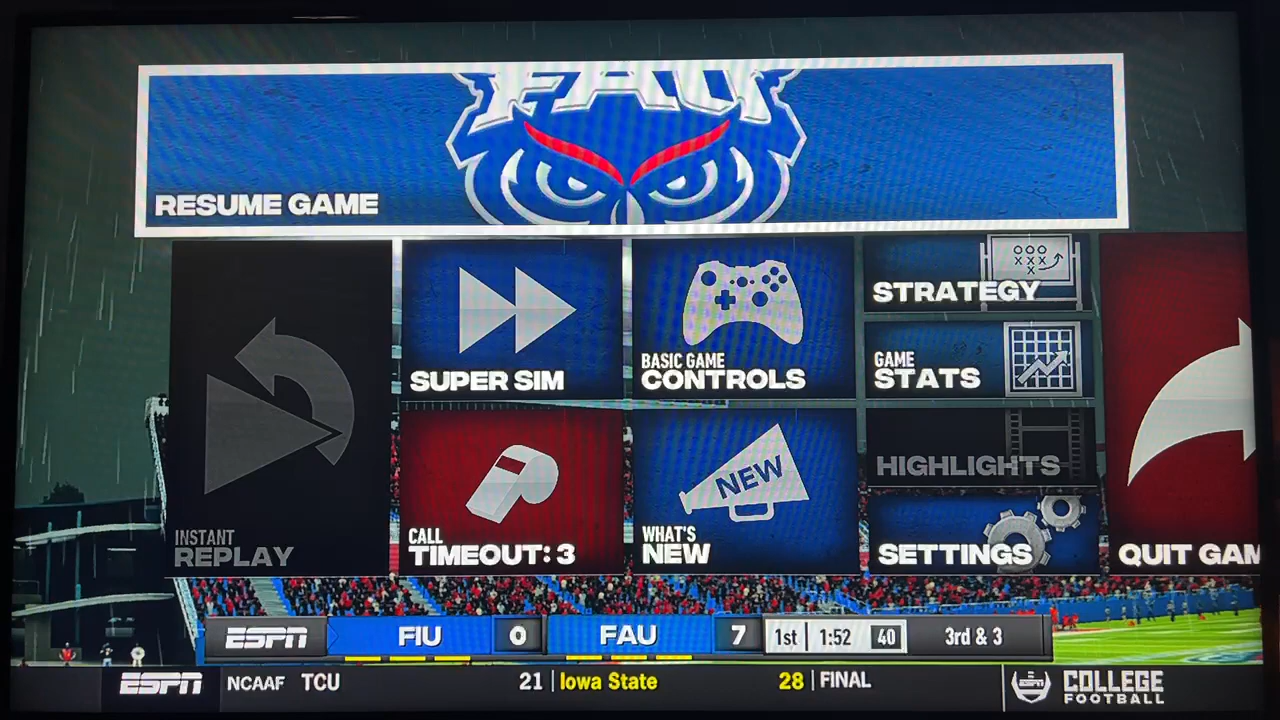 FAU
RESUME GAME
INSTANT
REPLAY
SUPER SIM
BASIC GAME
CONTROLS
STRATEGY
GAME
STATS
CALL
TIMEOUT: 3
NEW
WHAT'S
NEW
HIGHLIGHTS
SETTINGS
QUIT GAM
ESPN FIU 0 FAU 7 1st 1:52 40 3rd & 3
ESPN NCAAF TCU 21 Iowa State 28 FINAL COLLEGE
FOOTBALL